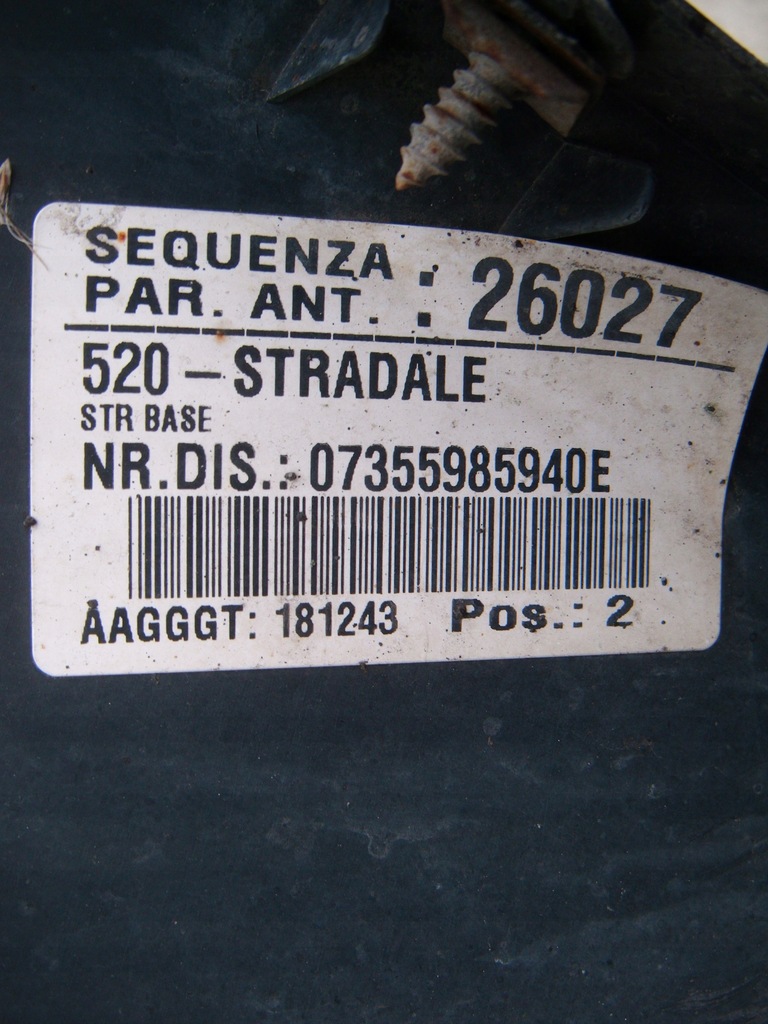 SEQUENZA
PAR. ANT. : 26027
520 - STRADALE
STR BASE
NR.DIS.: 07355985940E
AAGGGT: 181243 Pos.: 2